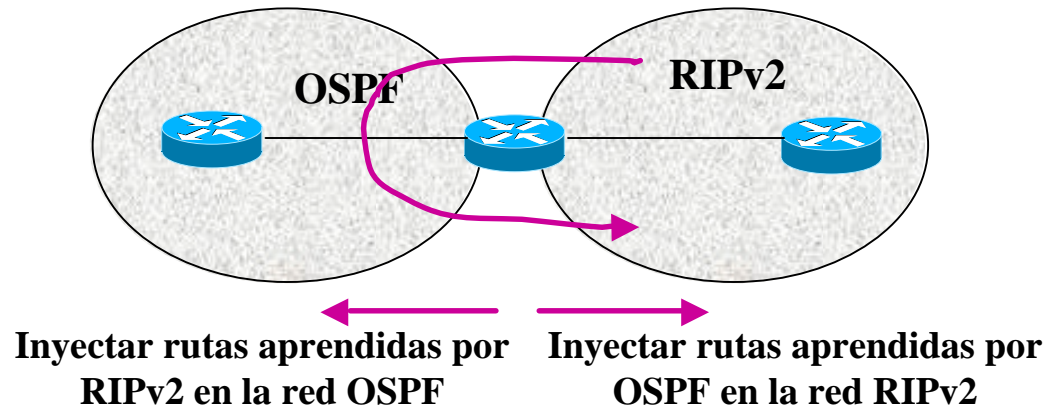 OSPF
RIPv2
Inyectar rutas aprendidas por
RIPv2 en la red OSPF
Inyectar rutas aprendidas por
OSPF en la red RIPv2